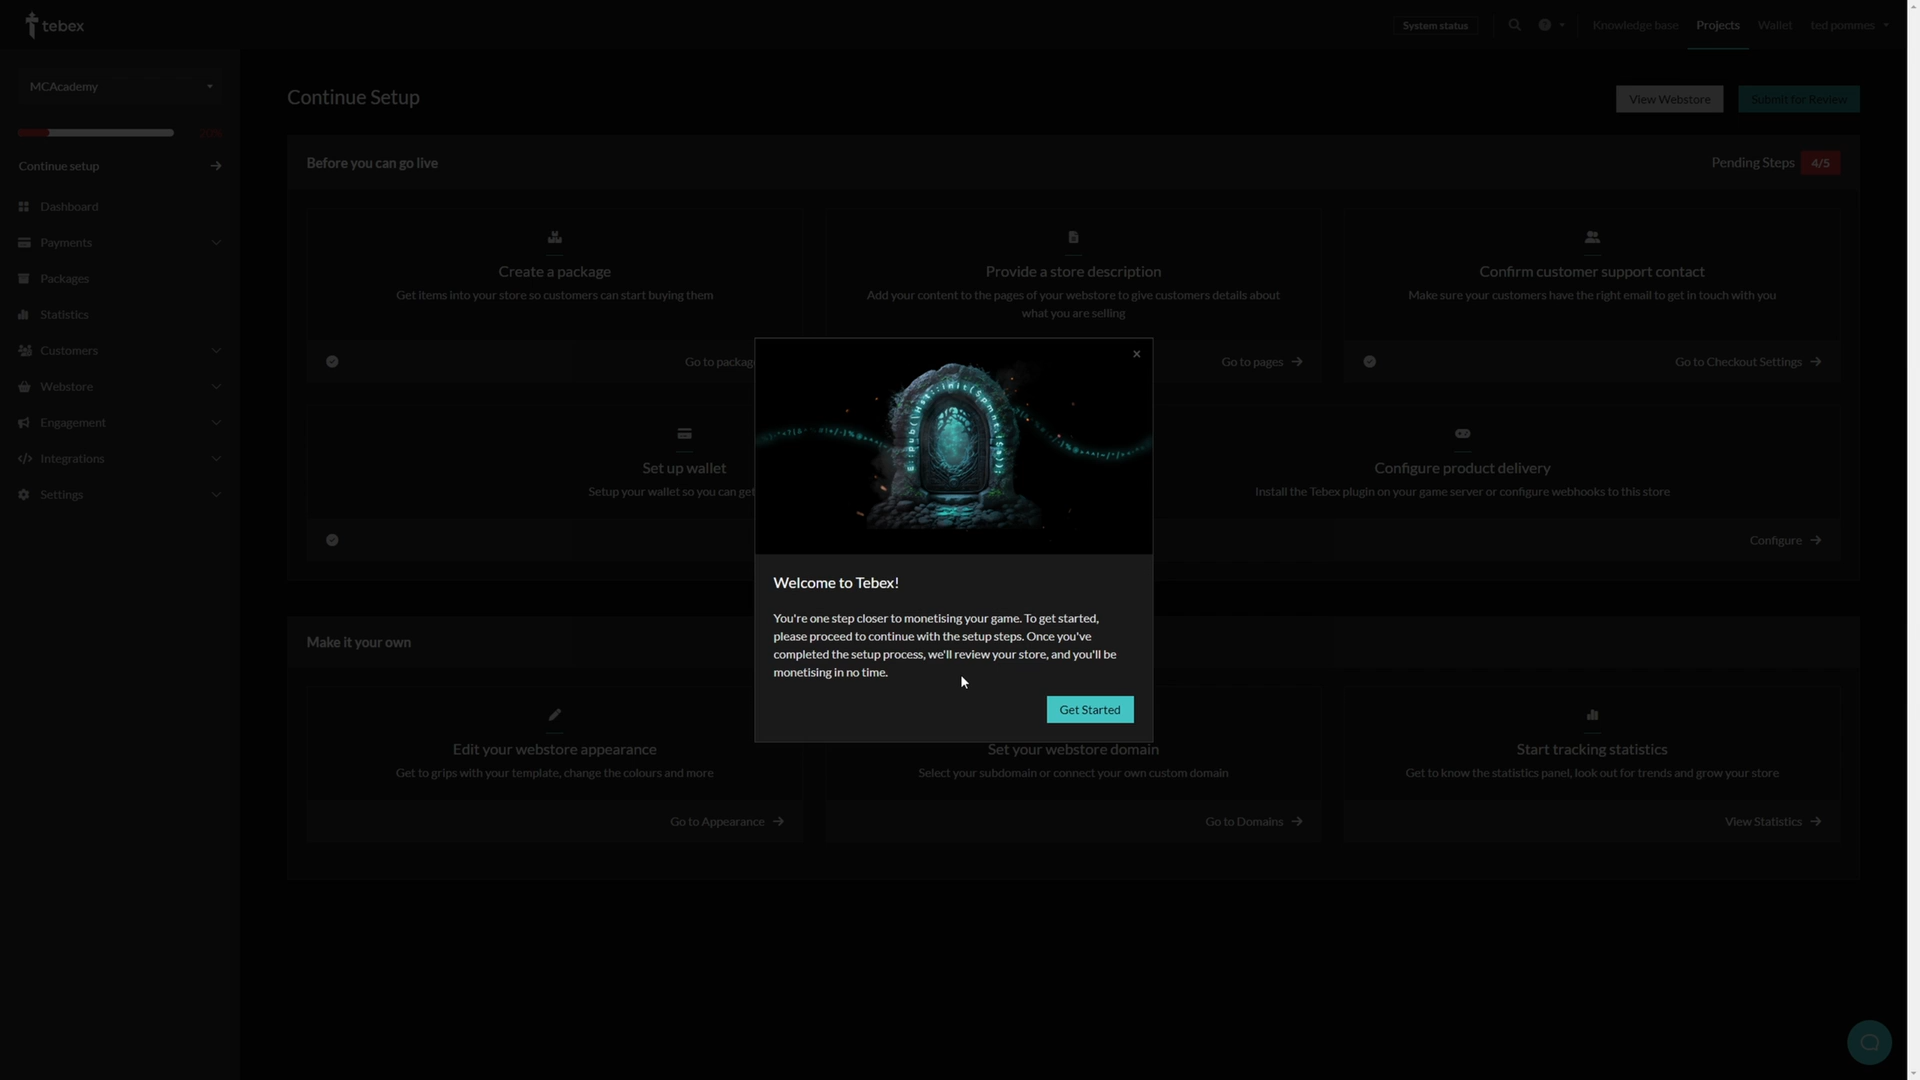 tebex
System status
Knowledge base
Projects
Wallet
ted pommes
MCAcademy
20%
Continue setup
Dashboard
Payments
Packages
Statistics
Customers
Webstore
Engagement
Integrations
Settings
Continue Setup
View Webstore
Submit for Review
Before you can go live
Pending Steps 4/5
Create a package
Get items into your store so customers can start buying them
Go to packag
Provide a store description
Add your content to the pages of your webstore to give customers details about
what you are selling
Go to pages
Confirm customer support contact
Make sure your customers have the right email to get in touch with you
Go to Checkout Settings
Set up wallet
Setup your wallet so you can get
Configure product delivery
Install the Tebex plugin on your game server or configure webhooks to this store
Configure
Welcome to Tebex!
You're one step closer to monetising your game. To get started,
please proceed to continue with the setup steps. Once you've
completed the setup process, we'll review your store, and you'll be
monetising in no time.
Get Started
Make it your own
Edit your webstore appearance
Get to grips with your template, change the colours and more
Go to Appearance
Set your webstore domain
Select your subdomain or connect your own custom domain
Go to Domains
Start tracking statistics
Get to know the statistics panel, look out for trends and grow your store
View Statistics